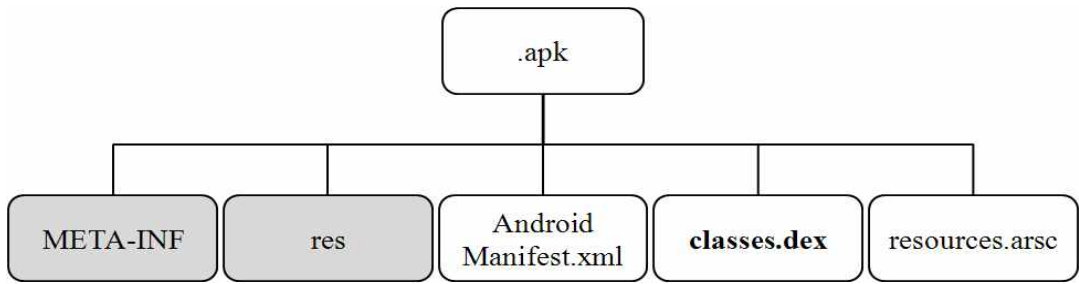 .apk
META-INF
res
Android
Manifest.xml
classes.dex
resources.arsc